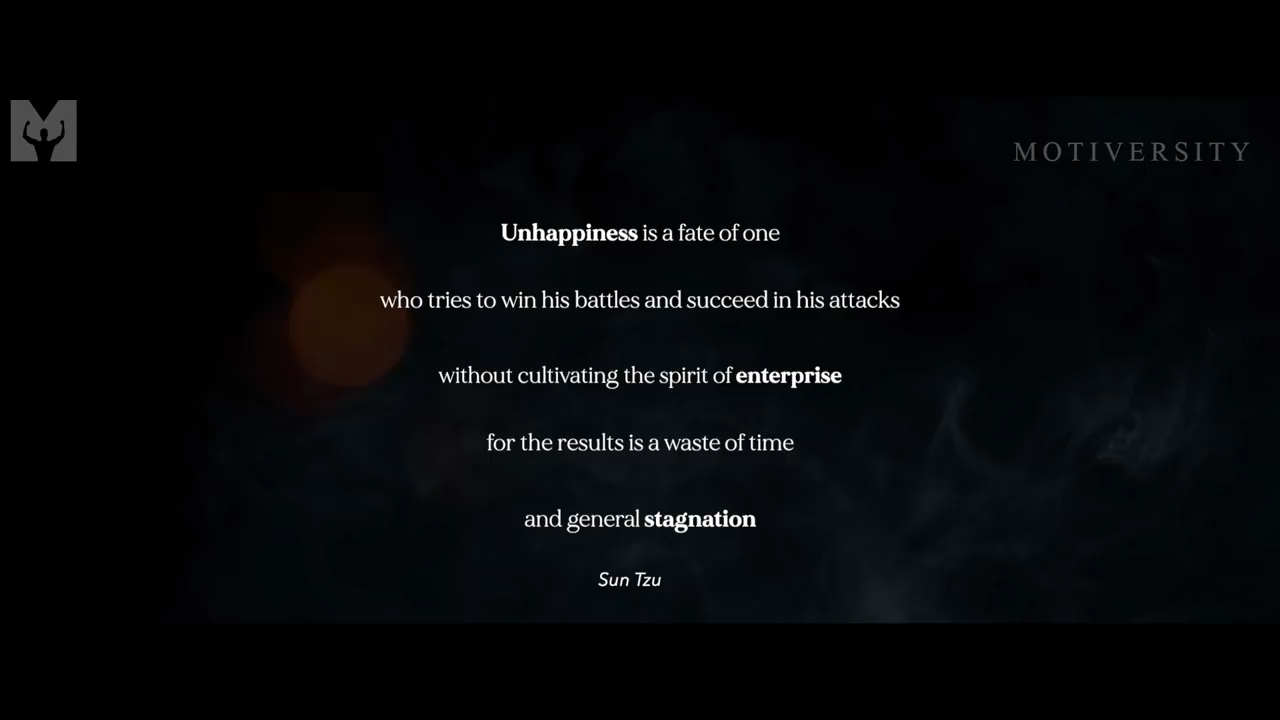 MOTIVERSITY
Unhappiness is a fate of one
who tries to win his battles and succeed in his attacks
without cultivating the spirit of enterprise
for the results is a waste of time
and general stagnation
Sun Tzu